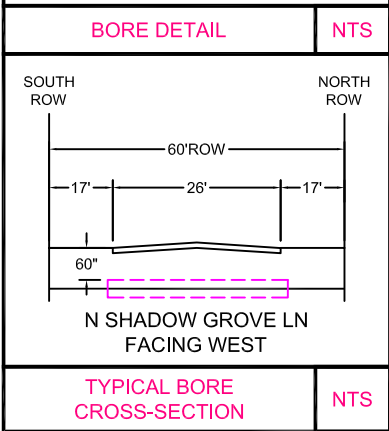 BORE DETAIL
NTS
SOUTH
ROW
NORTH
ROW
60'ROW
17'
26'
17'
60"
N SHADOW GROVE LN
FACING WEST
TYPICAL BORE
CROSS-SECTION
NTS